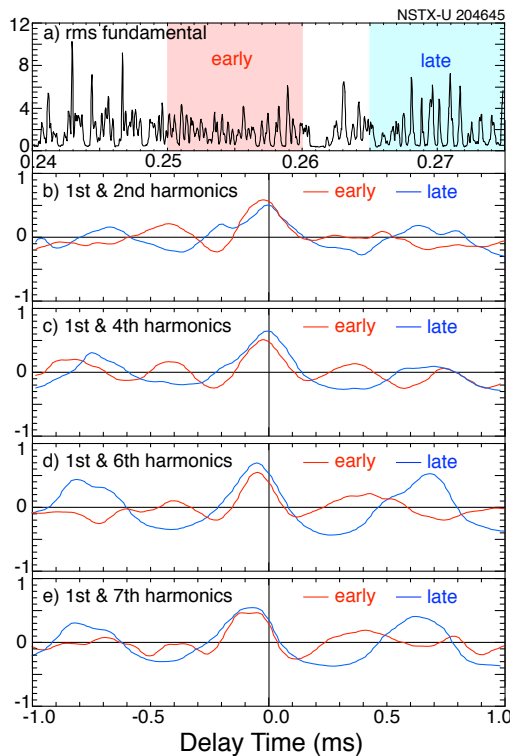 NSTX-U 204645
12
a) rms fundamental
early
late
8
4
0
0.24
0.25
0.26
0.27
1
b) 1st & 2nd harmonics
early
late
0
-1
1
c) 1st & 4th harmonics
early
late
0
-1
1
d) 1st & 6th harmonics
early
late
0
-1
1
e) 1st & 7th harmonics
early
late
0
-1
-1.0
-0.5
0.0
0.5
1.0
Delay Time (ms)